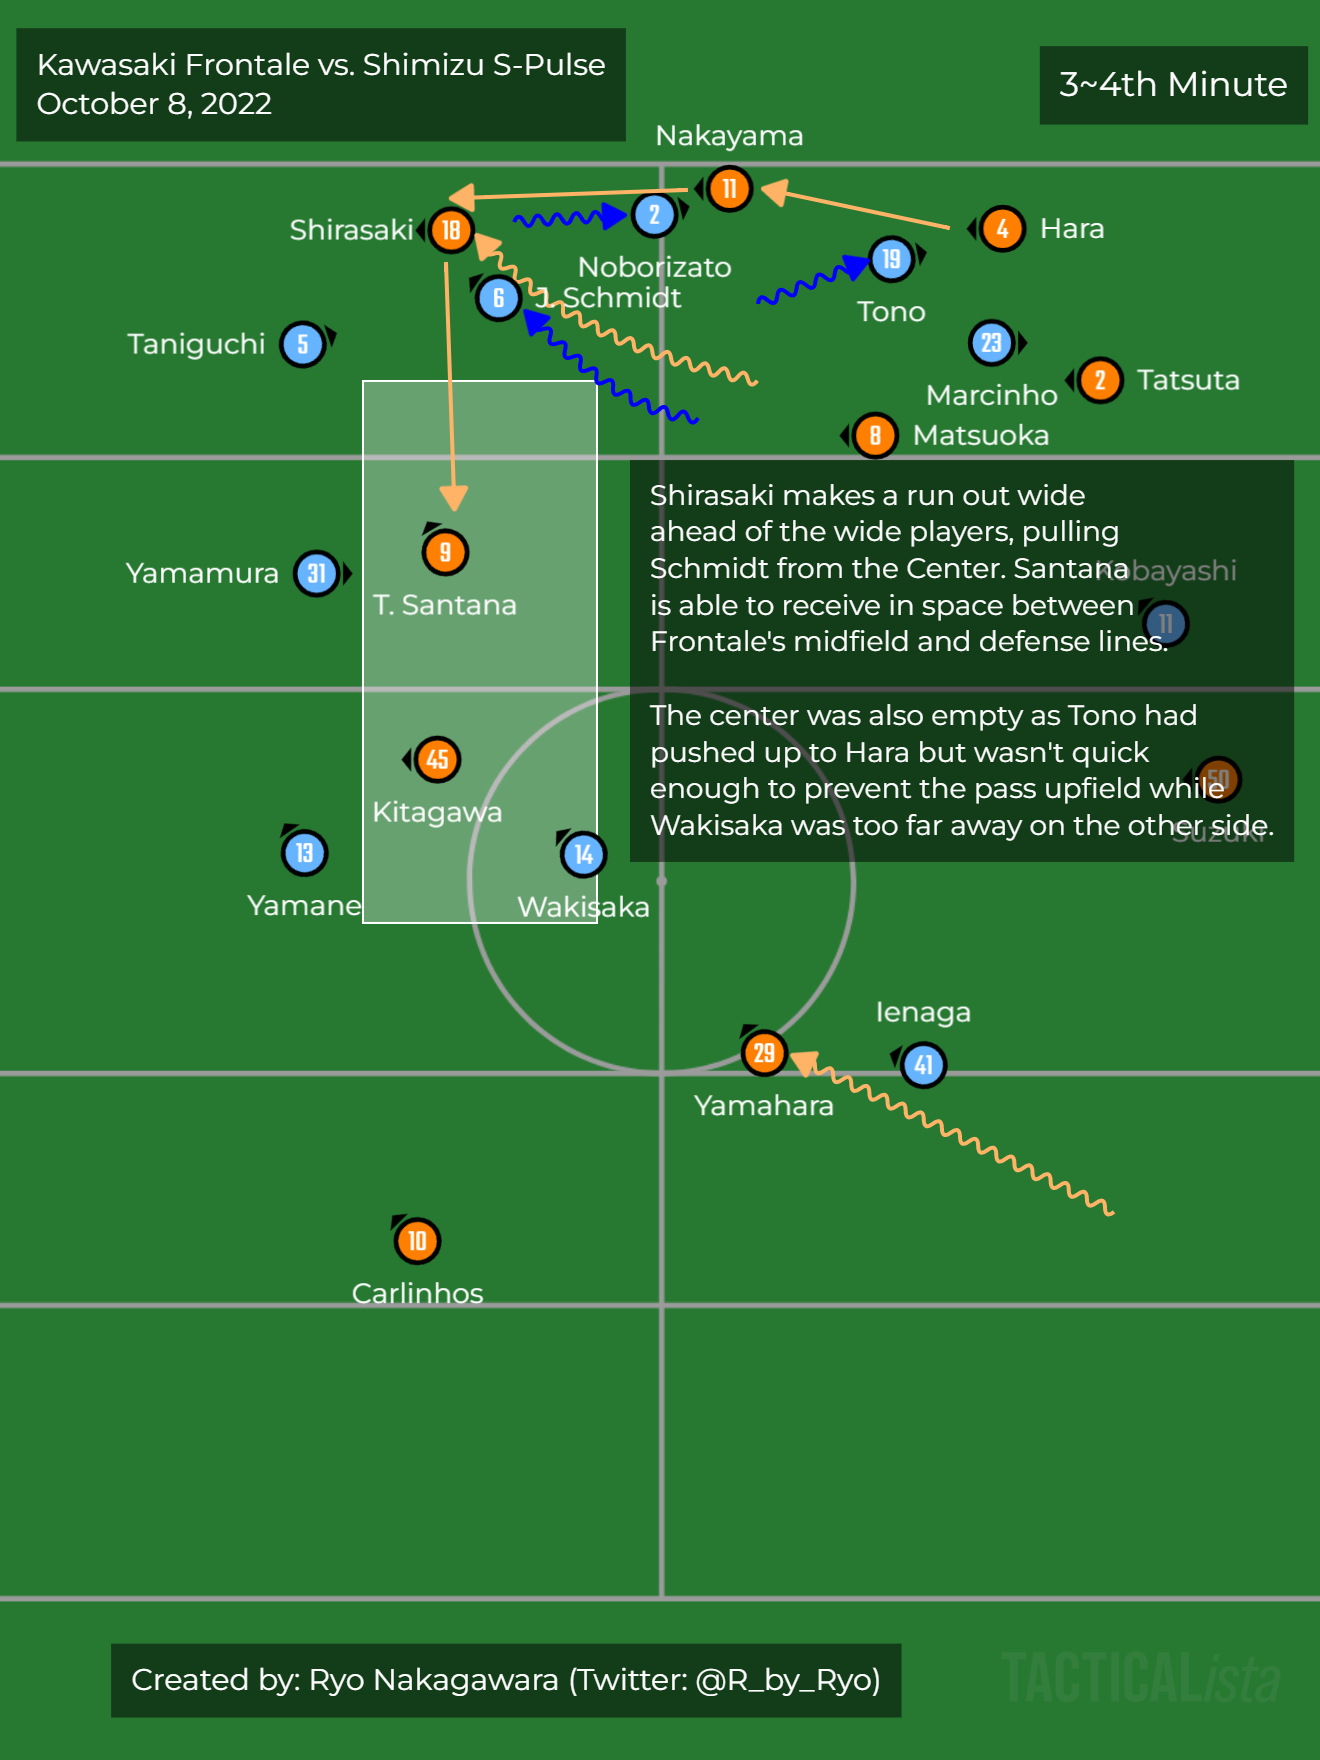 Kawasaki Frontale vs. Shimizu S-Pulse
October 8, 2022
3~4th Minute
Nakayama
11
Shirasaki
18
2
4
Hara
Noborizato
19
6
J. Schmidt
Tono
Taniguchi
5
23
Marcinho
2
Tatsuta
8
Matsuoka
Shirasaki makes a run out wide
ahead of the wide players, pulling
Schmidt from the Center. Santana
is able to receive in space between
Frontale's midfield and defense lines.
The center was also empty as Tono had
pushed up to Hara but wasn't quick
enough to prevent the pass upfield while
Wakisaka was too far away on the other side.
9
T. Santana
Yamamura
31
Kobayashi
11
45
Kitagawa
50
Suzuki
13
Yamane
14
Wakisaka
Ienaga
29
41
Yamahara
10
Carlinhos
Created by: Ryo Nakagawara (Twitter: @R_by_Ryo)
TACTICALista